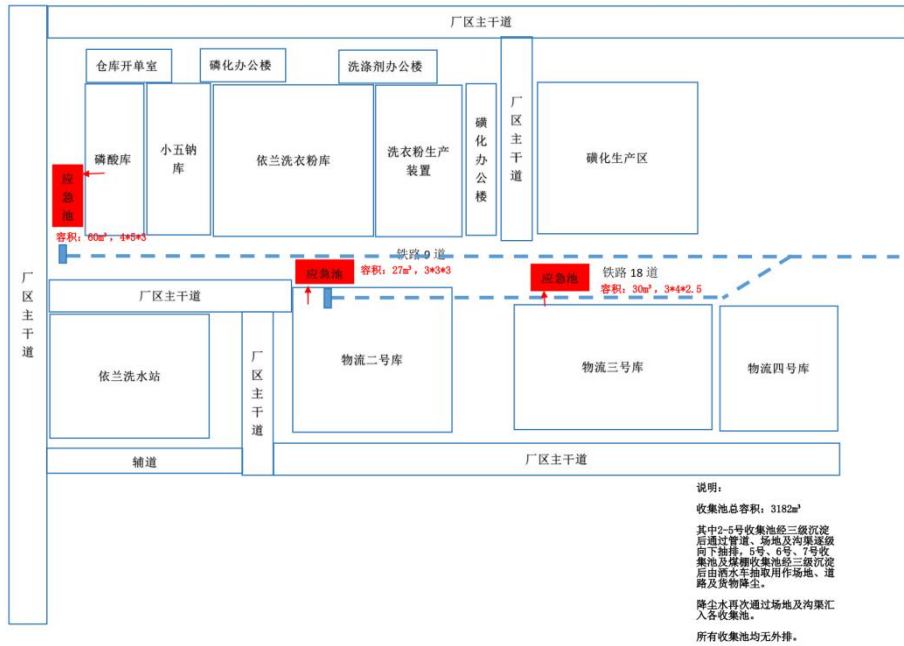 厂区主干道
仓库开单室
磷化办公楼
洗涤剂办公楼
磷酸库
小五钠
库
依兰洗衣粉库
洗衣粉生产
装置
磺化办公楼
厂区主干道
磺化生产区
应急池
容积：60m³，4*5*3
铁路 9 道
应急池
容积：27m³，3*3*3
应急池
铁路 18 道
容积：30m³，3*4*2.5
厂区主干道
厂区主干道
厂区主干道
依兰洗水站
物流二号库
物流三号库
物流四号库
辅道
厂区主干道
说明：
收集池总容积：3182m³
其中2-5号收集池经三级沉淀
后通过管道、场地及沟渠逐级
向下抽排，5号、6号、7号收
集池及煤棚收集池经三级沉淀
后由洒水车抽取用作场地、道
路及货物降尘。
降尘水再次通过场地及沟渠汇
入各收集池。
所有收集池均无外排。